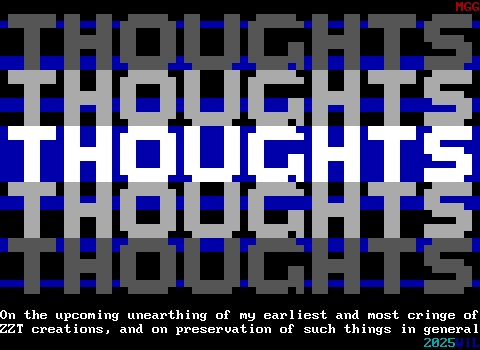 MGG
THOUGHTS
THOUGHTS
THOUGHTS
THOUGHTS
THOUGHTS
On the upcoming unearthing of my earliest and most cringe of
ZZT creations, and on preservation of such things in general
2025WiL